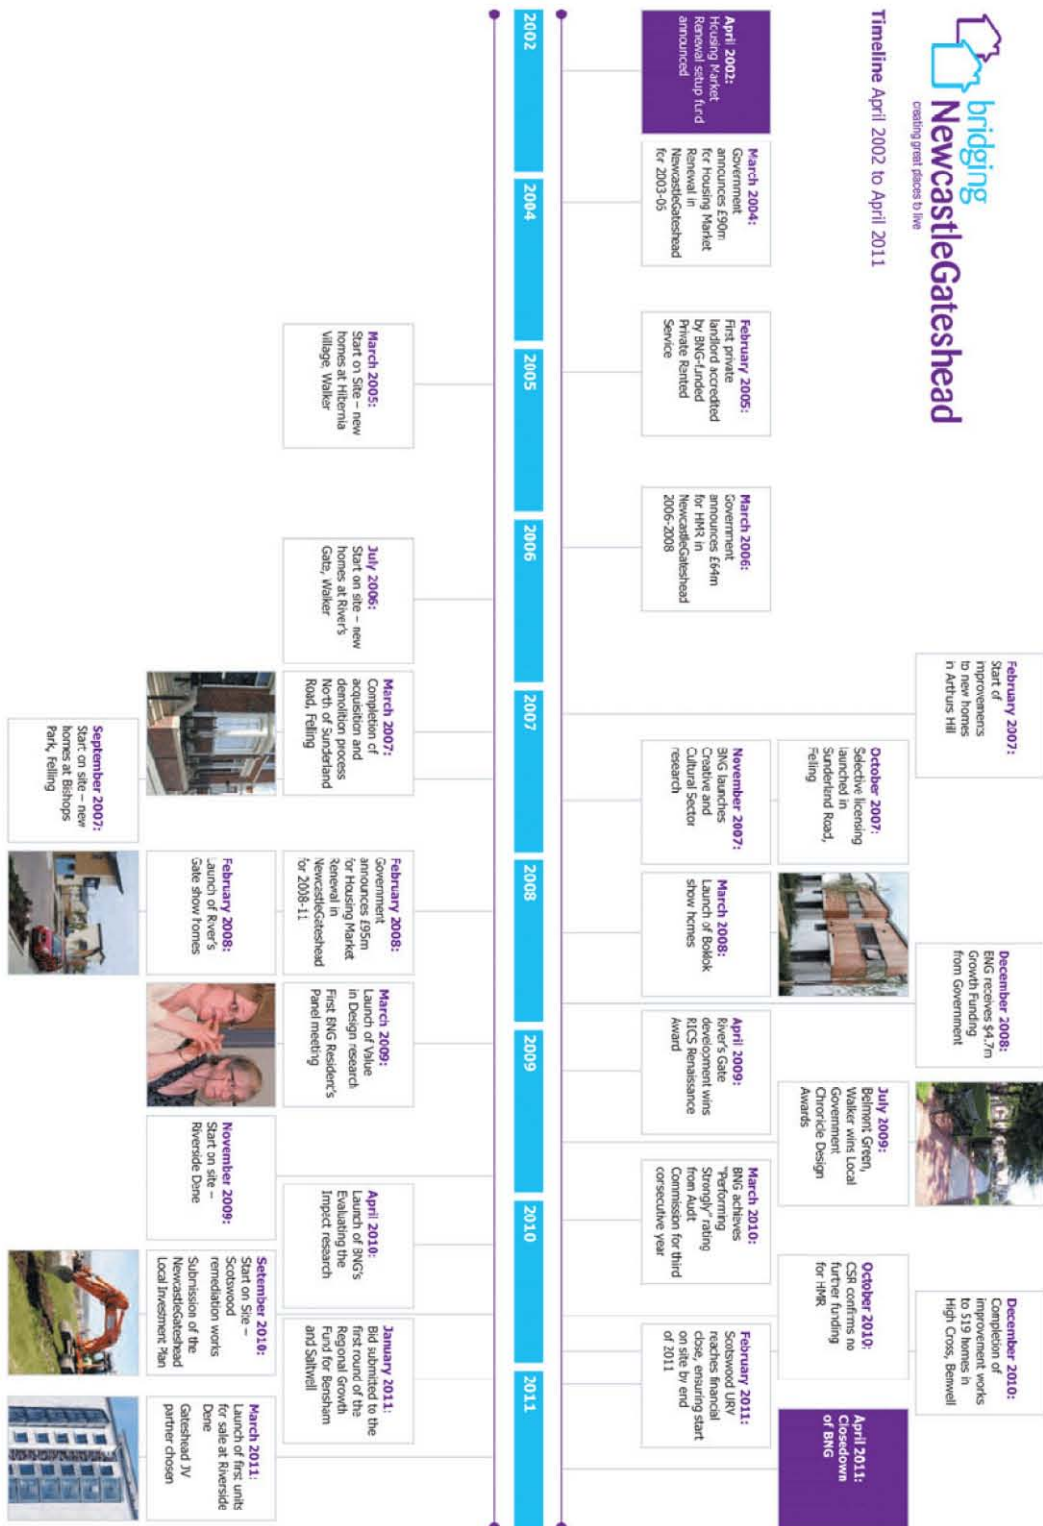 bridging
NewcastleGateshead
creating great places to live
Timeline April 2002 to April 2011
February 2007:
Start of
improvements
to new homes
in Arthurs Hill
December 2008:
BNG receives $4.7m
Growth Funding
from Government
December 2010:
Completion of
improvement works
to 519 homes in
High Cross, Benwell
October 2007:
Selective licensing
launched in
Sunderland Road,
Felling
July 2009:
Belmont Green,
Walker wins Local
Government
Chronicle Design
Awards
October 2010:
CSR confirms no
further funding
for HMR
April 2011:
Closedown
of BNG
April 2002:
Housing Market
Renewal setup fund
announced
March 2004:
Government
announces £90m
for Housing Market
Renewal in
NewcastleGateshead
for 2003-06
February 2005:
First private
landlord accredited
by BNG-funded
Private Rented
Service
March 2006:
Government
announces £64m
for HMR in
NewcastleGateshead
2006-2008
November 2007:
BNG launches
Creative and
Cultural Sector
research
March 2008:
Launch of BoKlok
show homes
April 2009:
River's Gate
development wins
RICS Renaissance
Award
March 2010:
BNG achieves
"Performing
Strongly" rating
from Audit
Commission for third
consecutive year
February 2011:
Scotswood URV
reaches financial
close, ensuring start
on site by end
of 2011
2002
2004
2005
2006
2007
2008
2009
2010
2011
March 2005:
Start on Site – new
homes at Hibernia
Village, Walker
July 2006:
Start on site – new
homes at River's
Gate, Walker
March 2007:
Completion of
acquisition and
demolition process
North of Sunderland
Road, Felling
February 2008:
Government
announces £95m
for Housing Market
Renewal in
NewcastleGateshead
for 2008-11
March 2009:
Launch of Value
in Design research
First BNG Resident's
Panel meeting
April 2010:
Launch of BNG's
Evaluating the
Impact research
January 2011:
Bid submitted to the
first round of the
Regional Growth
Fund for Bensham
and Saltwell
February 2008:
Launch of River's
Gate show homes
November 2009:
Start on site –
Riverside Dene
Setember 2010:
Start on Site –
Scotswood
remediation works
Submission of the
NewcastleGateshead
Local Investment Plan
March 2011:
Launch of first units
for sale at Riverside
Dene
Gateshead JV
partner chosen
September 2007:
Start on site – new
homes at Bishops
Park, Felling